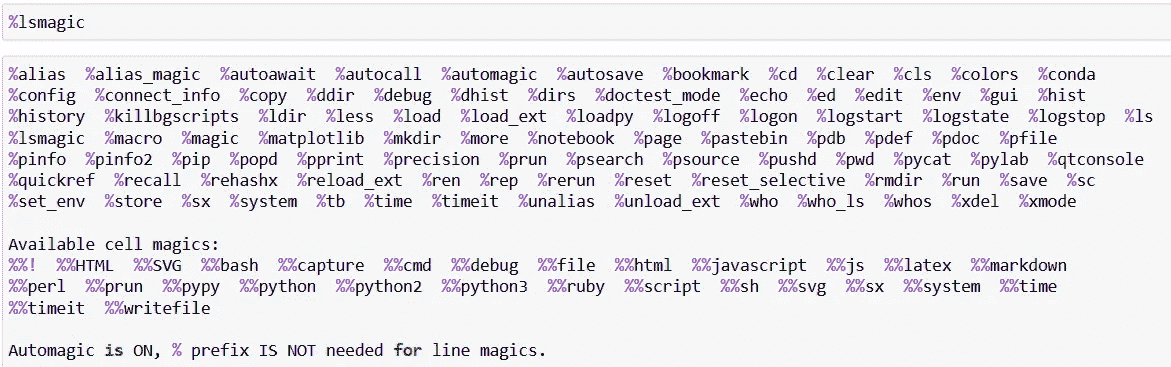 %lsmagic
%alias  %alias_magic  %autoawait  %autocall  %automagic  %autosave  %bookmark  %cd  %clear  %cls  %colors  %conda
%config  %connect_info  %copy  %ddir  %debug  %dhist  %dirs  %doctest_mode  %echo  %ed  %edit  %env  %gui  %hist
%history  %killbgscripts  %ldir  %less  %load  %load_ext  %loadpy  %logoff  %logon  %logstart  %logstate  %logstop  %ls
%lsmagic  %macro  %magic  %matplotlib  %mkdir  %more  %notebook  %page  %pastebin  %pdb  %pdef  %pdoc  %pfile
%pinfo  %pinfo2  %pip  %popd  %pprint  %precision  %prun  %psearch  %psource  %pushd  %pwd  %pycat  %pylab  %qtconsole
%quickref  %recall  %rehashx  %reload_ext  %ren  %rep  %rerun  %reset  %reset_selective  %rmdir  %run  %save  %sc
%set_env  %store  %sx  %system  %tb  %time  %timeit  %unalias  %unload_ext  %who  %who_ls  %whos  %xdel  %xmode
Available cell magics:
%%!  %%HTML  %%SVG  %%bash  %%capture  %%cmd  %%debug  %%file  %%html  %%javascript  %%js  %%latex  %%markdown
%%perl  %%prun  %%pypy  %%python  %%python2  %%python3  %%ruby  %%script  %%sh  %%svg  %%sx  %%system  %%time
%%timeit  %%writefile
Automagic is ON, % prefix IS NOT needed for line magics.